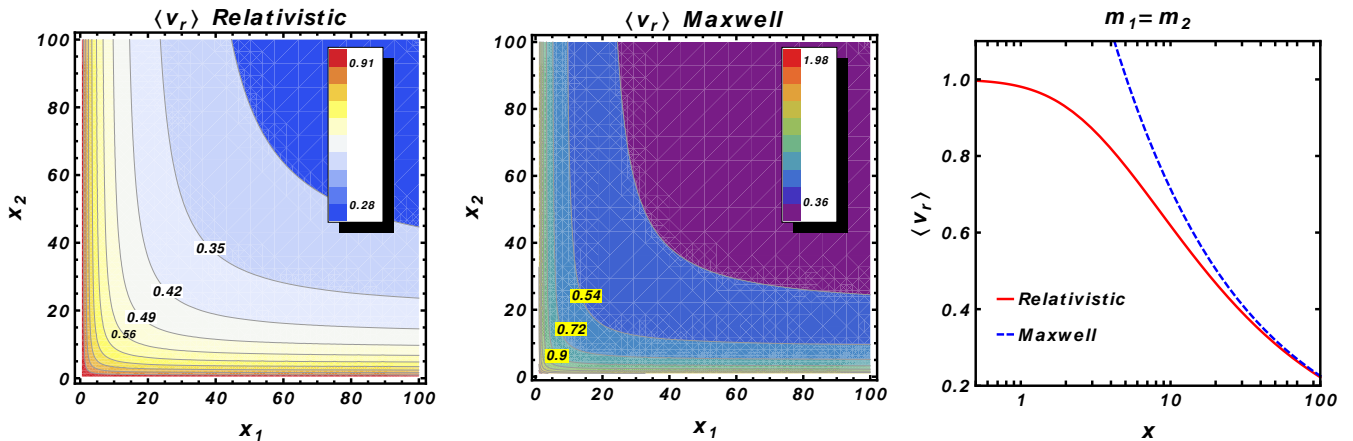 ⟨v_r⟩ Relativistic
100
80
60
40
20
0
x_2
0.91
0.28
0.35
0.42
0.49
0.56
0 20 40 60 80 100
x_1
⟨v_r⟩ Maxwell
100
80
60
40
20
0
x_2
1.98
0.36
0.54
0.72
0.9
0 20 40 60 80 100
x_1
m_1 = m_2
1.0
0.8
0.6
0.4
0.2
⟨v_r⟩
Relativistic
Maxwell
1 10 100
x